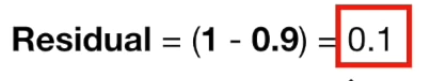 Residual = (1 - 0.9) = 0.1